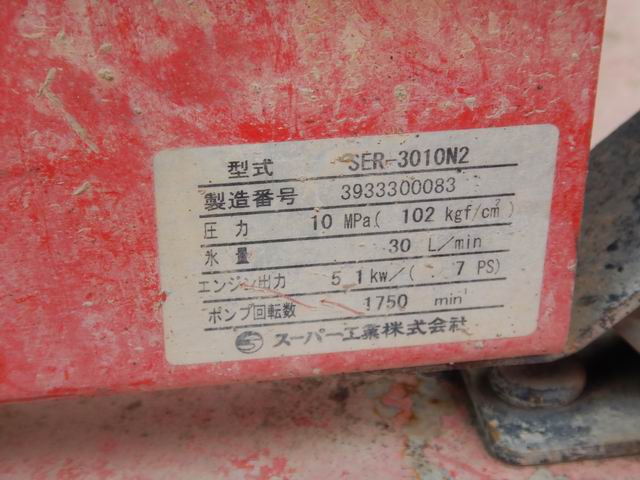 型式 SER-3010N2
製造番号 3933300083
圧力 10 MPa( 102 kgf/cm²)
水量 30 L/min
エンジン出力 5.1kw/( 7 PS)
ポンプ回転数 1750 min⁻¹
スーパー工業株式会社